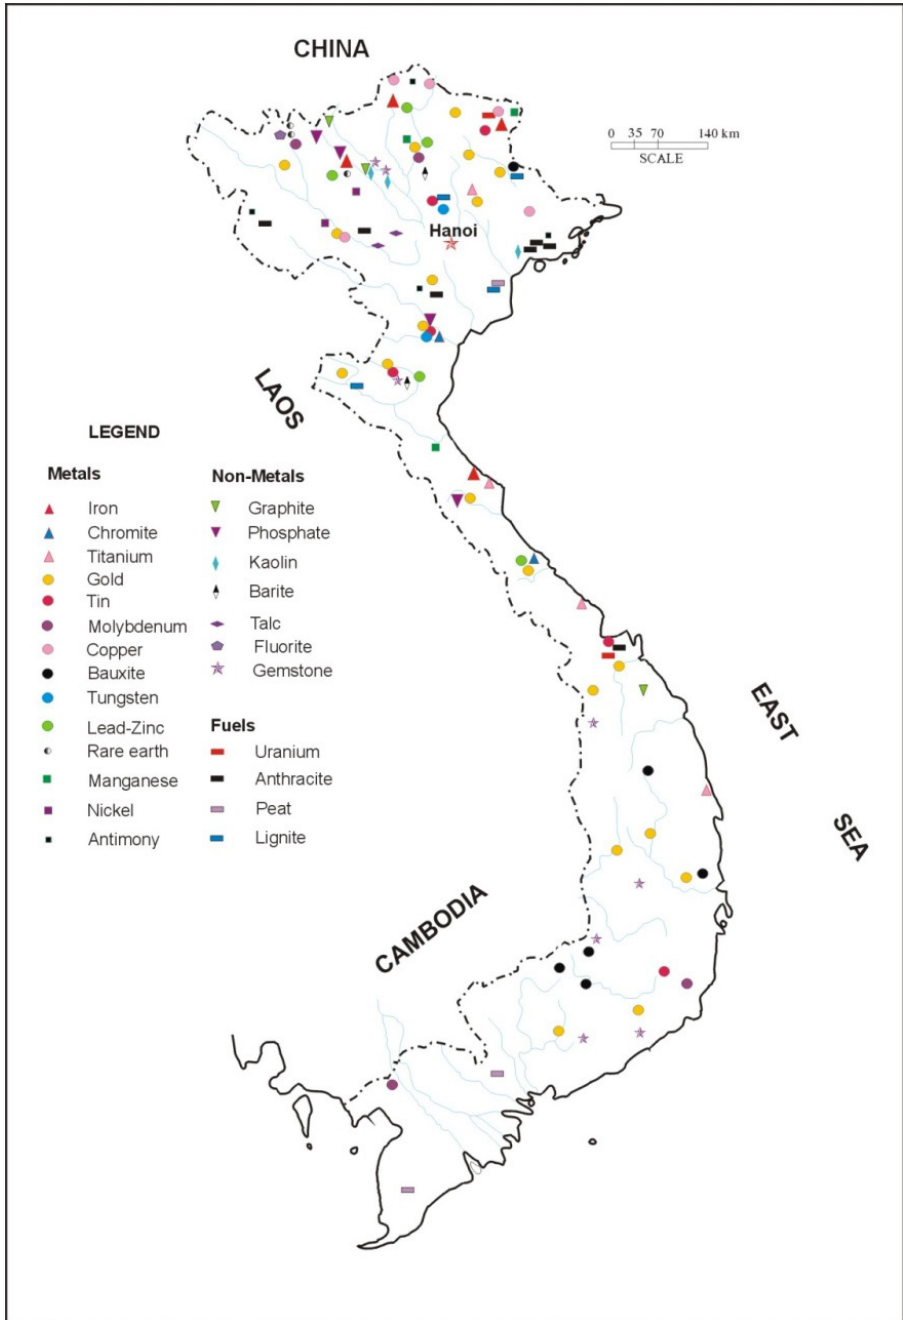 CHINA
0 35 70 140 km
SCALE
Hanoi
LAOS
LEGEND
Metals
Iron
Chromite
Titanium
Gold
Tin
Molybdenum
Copper
Bauxite
Tungsten
Lead-Zinc
Rare earth
Manganese
Nickel
Antimony
Non-Metals
Graphite
Phosphate
Kaolin
Barite
Talc
Fluorite
Gemstone
Fuels
Uranium
Anthracite
Peat
Lignite
EAST
SEA
CAMBODIA